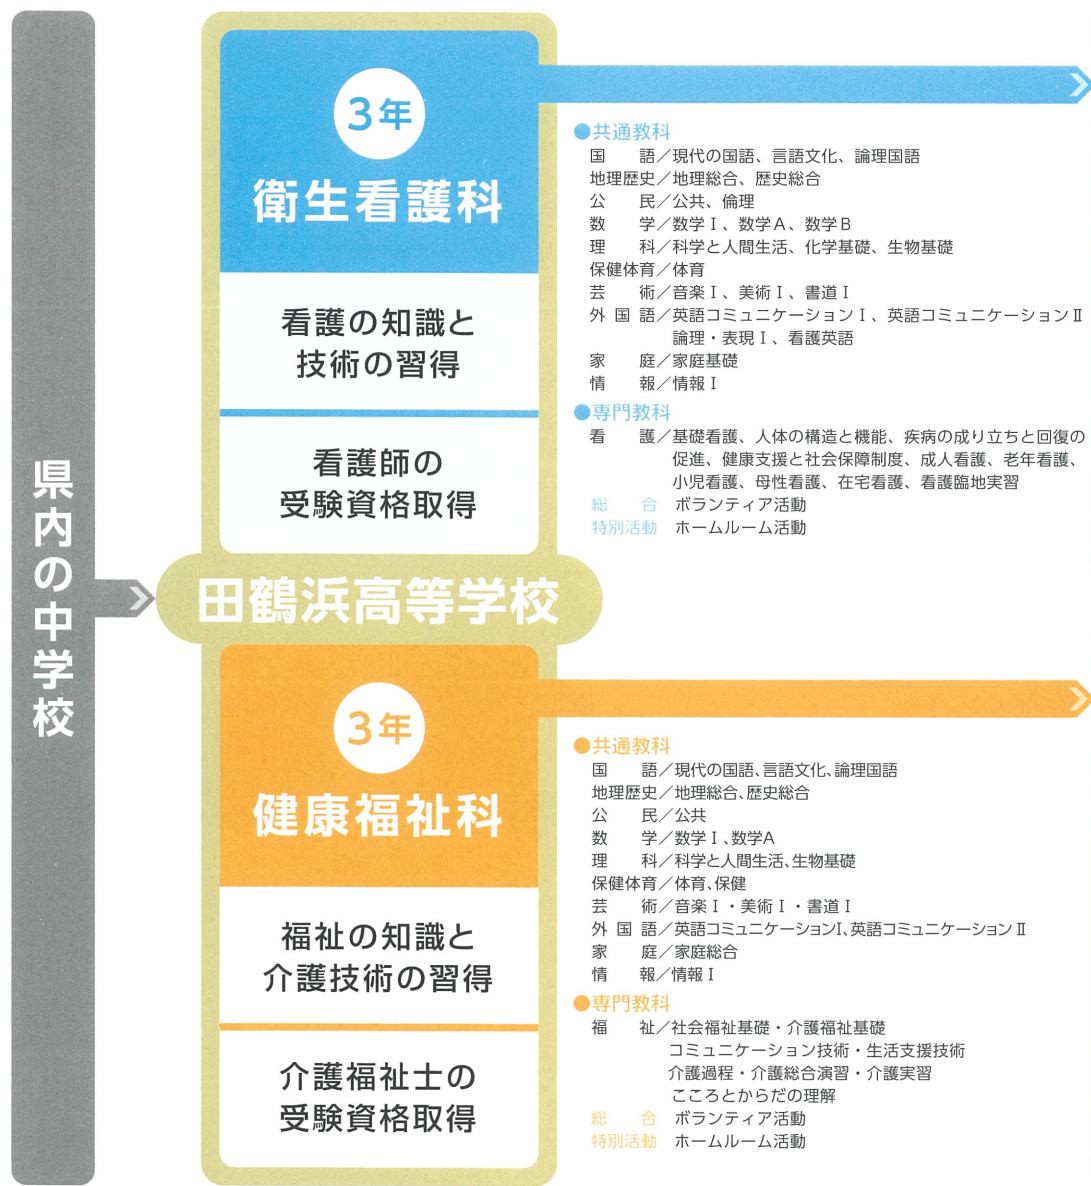 県内の中学校
3年
衛生看護科
看護の知識と
技術の習得
看護師の
受験資格取得
●共通教科
国　　語／現代の国語、言語文化、論理国語
地理歴史／地理総合、歴史総合
公　　民／公共、倫理
数　　学／数学Ⅰ、数学A、数学B
理　　科／科学と人間生活、化学基礎、生物基礎
保健体育／体育
芸　　術／音楽Ⅰ、美術Ⅰ、書道Ⅰ
外 国 語／英語コミュニケーションⅠ、英語コミュニケーションⅡ
論理・表現Ⅰ、看護英語
家　　庭／家庭基礎
情　　報／情報Ⅰ
●専門教科
看　　護／基礎看護、人体の構造と機能、疾病の成り立ちと回復の
促進、健康支援と社会保障制度、成人看護、老年看護、
小児看護、母性看護、在宅看護、看護臨地実習
総　　合　ボランティア活動
特別活動　ホームルーム活動
田鶴浜高等学校
3年
健康福祉科
福祉の知識と
介護技術の習得
介護福祉士の
受験資格取得
●共通教科
国　　語／現代の国語、言語文化、論理国語
地理歴史／地理総合、歴史総合
公　　民／公共
数　　学／数学Ⅰ、数学A
理　　科／科学と人間生活、生物基礎
保健体育／体育、保健
芸　　術／音楽Ⅰ・美術Ⅰ・書道Ⅰ
外 国 語／英語コミュニケーションI、英語コミュニケーションⅡ
家　　庭／家庭総合
情　　報／情報Ⅰ
●専門教科
福　　祉／社会福祉基礎・介護福祉基礎
コミュニケーション技術・生活支援技術
介護過程・介護総合演習・介護実習
こころとからだの理解
総　　合　ボランティア活動
特別活動　ホームルーム活動